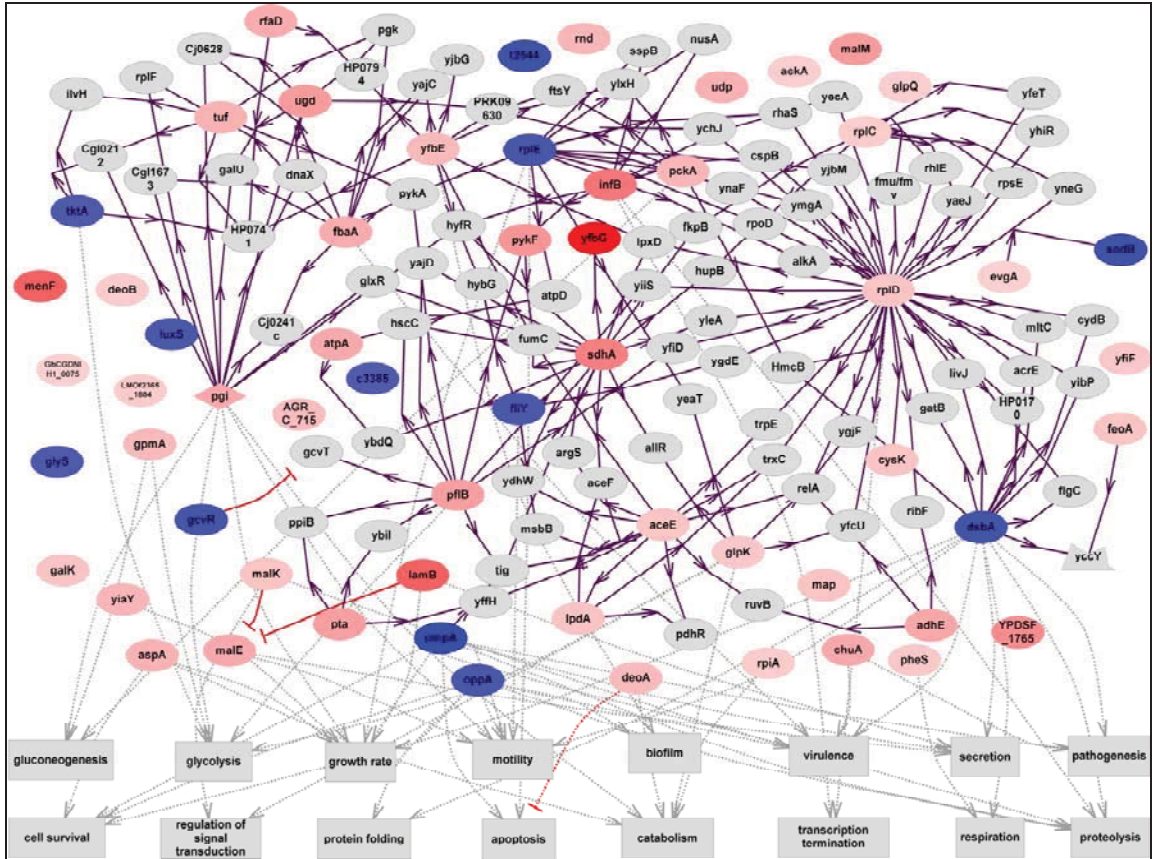 rfaD
pgk
Cj0628
rnd
t2644
sspB
nusA
malM
ilvH
rplF
HP079
4
yajC
yjbG
ylxH
ackA
yeeA
glpQ
yfeT
ugd
PRK09
630
ftsY
udp
rhaS
tuf
ychJ
rplC
yhiR
Cgl021
2
Cgl167
3
galU
dnaX
yfbE
rplE
cspB
yjbM
rhlE
pckA
infB
ynaF
fmu/fm
v
yaeJ
rpsE
yneG
tktA
pykA
ymgA
HP074
1
fbaA
hyfR
pykF
lpxD
fkpB
rpoD
sodB
alkA
menF
deoB
glxR
yajD
hybG
atpD
yiiS
hupB
rplD
evgA
luxS
Cj0241
c
atpA
hscC
fumC
yleA
mltC
cydB
sdhA
yfiD
ygdE
HmcB
acrE
yibP
yfiF
c3385
livJ
pgi
AGR_
C_715
fliY
yeaT
gatB
HP017
0
gpmA
trpE
ygjF
feoA
glyS
gcvT
ybdQ
argS
allR
trxC
cysK
ydhW
aceF
relA
flgC
gcvR
ppiB
ybiI
pflB
msbB
aceE
yfcU
ribF
dsbA
glpK
yccY
galK
malK
lamB
tig
map
yiaY
yffH
ruvB
pta
lpdA
adhE
YPDSF
_1765
ompA
pdhR
aspA
malE
chuA
pheS
oppA
deoA
rpiA
gluconeogenesis
glycolysis
growth rate
motility
biofilm
virulence
secretion
pathogenesis
cell survival
regulation of
signal
transduction
protein folding
apoptosis
catabolism
transcription
termination
respiration
proteolysis